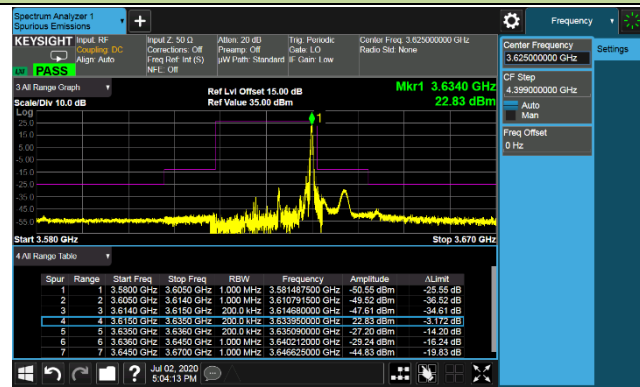 Spectrum Analyzer 1
Spurious Emissions
+
Frequency
KEYSIGHT Input: RF
Coupling: DC
Align: Auto
Input Z: 50 Ω
Corrections: Off
Freq Ref: Int (S)
NFE: Off
Atten: 20 dB
Preamp: Off
µW Path: Standard
Trig: Periodic
Gate: LO
IF Gain: Low
Center Freq: 3.625000000 GHz
Radio Std: None
PASS
Center Frequency
3.625000000 GHz
Settings
CF Step
4.399000000 GHz
Auto
Man
Freq Offset
0 Hz
3 All Range Graph
Scale/Div 10.0 dB
Ref Lvl Offset 15.00 dB
Ref Value 35.00 dBm
Mkr1 3.6340 GHz
22.83 dBm
Log
25.0
15.0
5.00
-5.00
-15.0
-25.0
-35.0
-45.0
-55.0
1
Start 3.580 GHz
Stop 3.670 GHz
4 All Range Table
Spur Range Start Freq Stop Freq RBW Frequency Amplitude ΔLimit
1 1 3.5800 GHz 3.6050 GHz 1.000 MHz 3.581487500 GHz -50.55 dBm -25.55 dB
2 2 3.6050 GHz 3.6140 GHz 1.000 MHz 3.610791500 GHz -49.52 dBm -36.52 dB
3 3 3.6140 GHz 3.6150 GHz 200.0 kHz 3.614680000 GHz -47.61 dBm -34.61 dB
4 4 3.6150 GHz 3.6350 GHz 200.0 kHz 3.633950000 GHz 22.83 dBm -3.172 dB
5 5 3.6350 GHz 3.6360 GHz 200.0 kHz 3.635090000 GHz -27.20 dBm -14.20 dB
6 6 3.6360 GHz 3.6450 GHz 1.000 MHz 3.640212000 GHz -29.24 dBm -16.24 dB
7 7 3.6450 GHz 3.6700 GHz 1.000 MHz 3.646625000 GHz -44.83 dBm -19.83 dB
?
Jul 02, 2020
5:04:13 PM